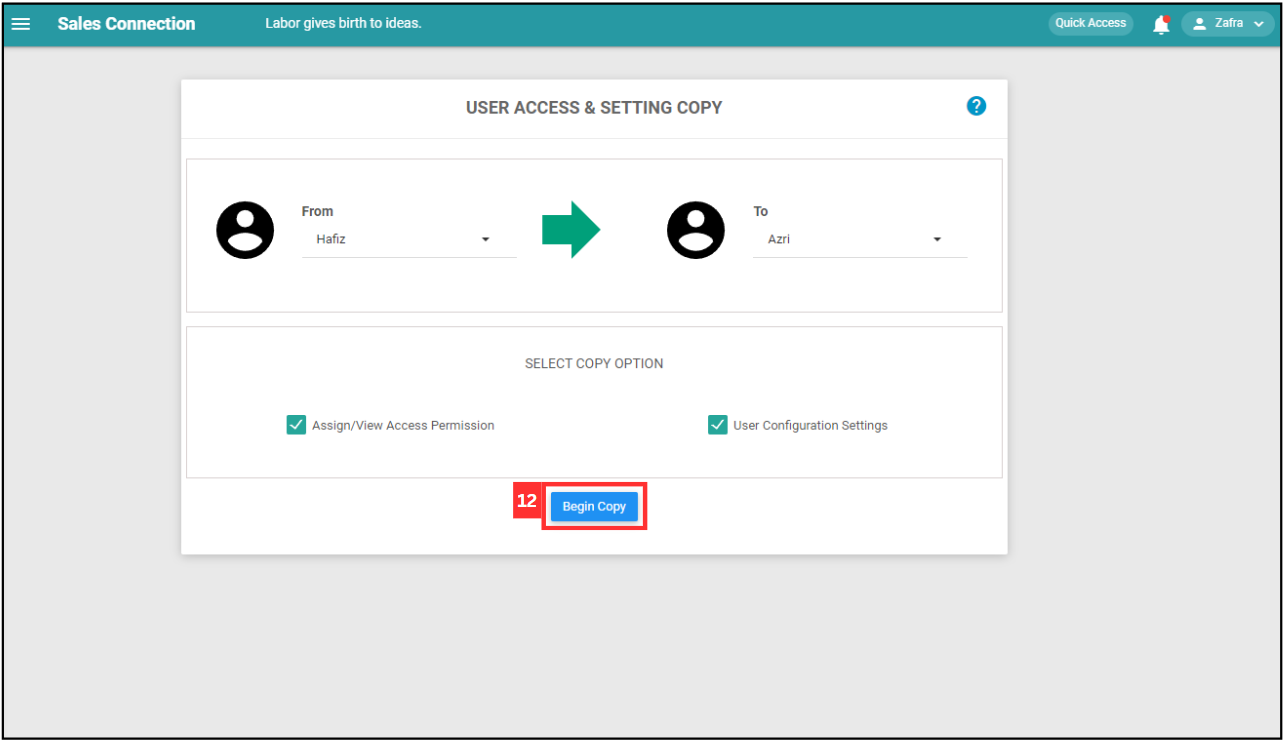 Sales Connection
Labor gives birth to ideas.
Quick Access
Zafra
USER ACCESS & SETTING COPY
?
From
Hafiz
To
Azri
SELECT COPY OPTION
Assign/View Access Permission
User Configuration Settings
12
Begin Copy